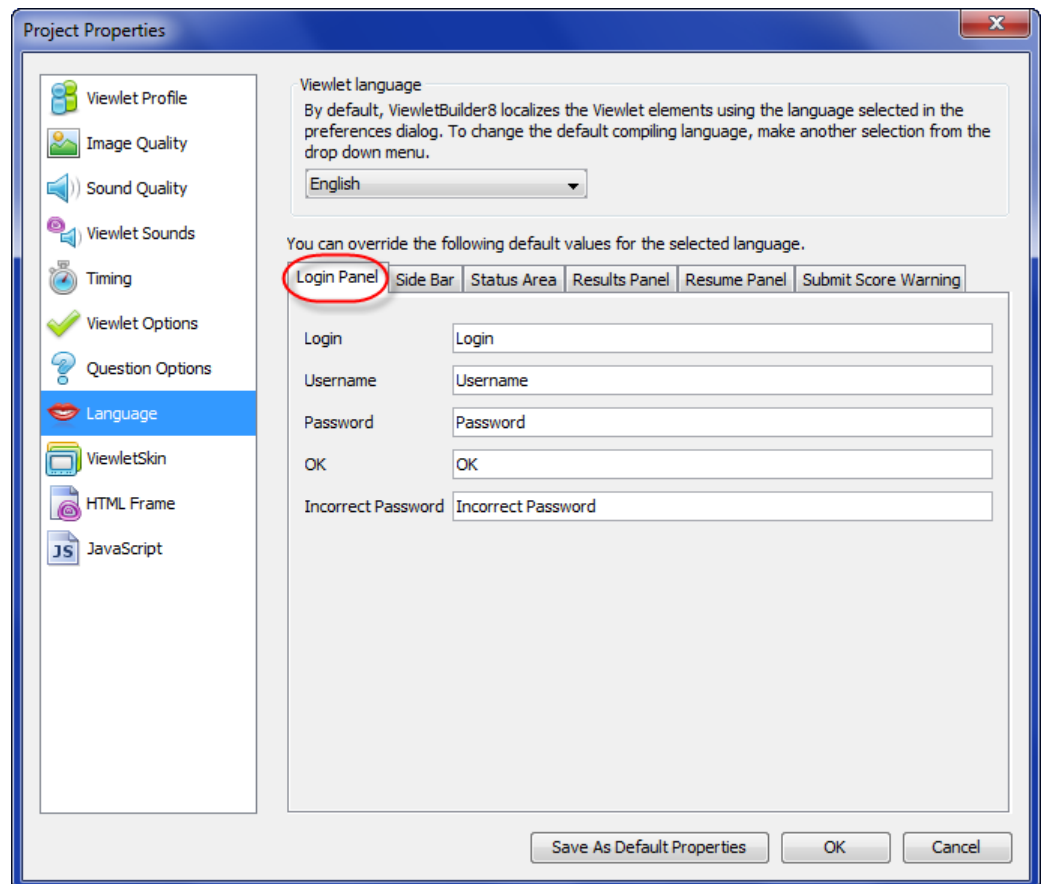 Project Properties
Viewlet Profile
Image Quality
Sound Quality
Viewlet Sounds
Timing
Viewlet Options
Question Options
Language
ViewletSkin
HTML Frame
JS JavaScript
Viewlet language
By default, ViewletBuilder8 localizes the Viewlet elements using the language selected in the
preferences dialog. To change the default compiling language, make another selection from the
drop down menu.
English
You can override the following default values for the selected language.
Login Panel Side Bar Status Area Results Panel Resume Panel Submit Score Warning
Login Login
Username Username
Password Password
OK OK
Incorrect Password Incorrect Password
Save As Default Properties OK Cancel